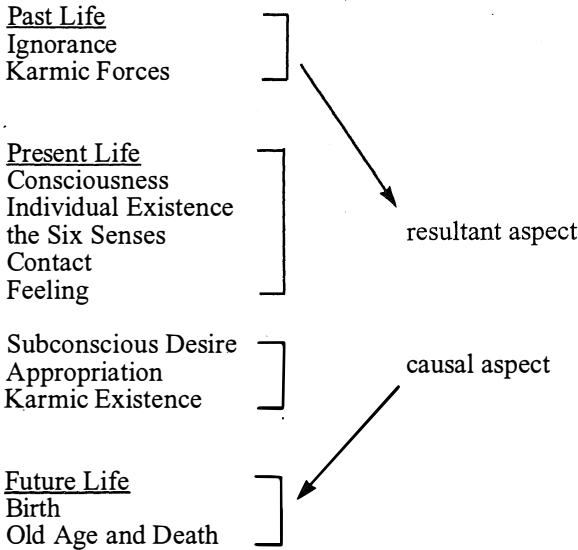 Past Life
Ignorance
Karmic Forces
Present Life
Consciousness
Individual Existence
the Six Senses
Contact
Feeling
resultant aspect
Subconscious Desire
Appropriation
Karmic Existence
causal aspect
Future Life
Birth
Old Age and Death